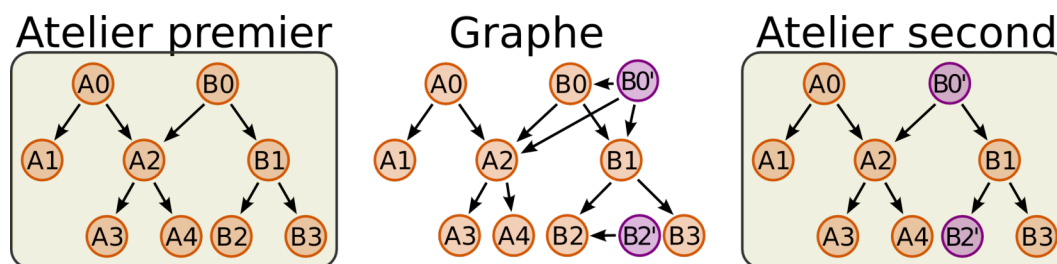 Atelier premier Graphe Atelier second
A0 B0 A0 B0 B0' A0 B0'
A1 A2 B1 A1 A2 B1 A1 A2 B1
A3 A4 B2 B3 A3 A4 B2 B2' B3 A3 A4 B2' B3